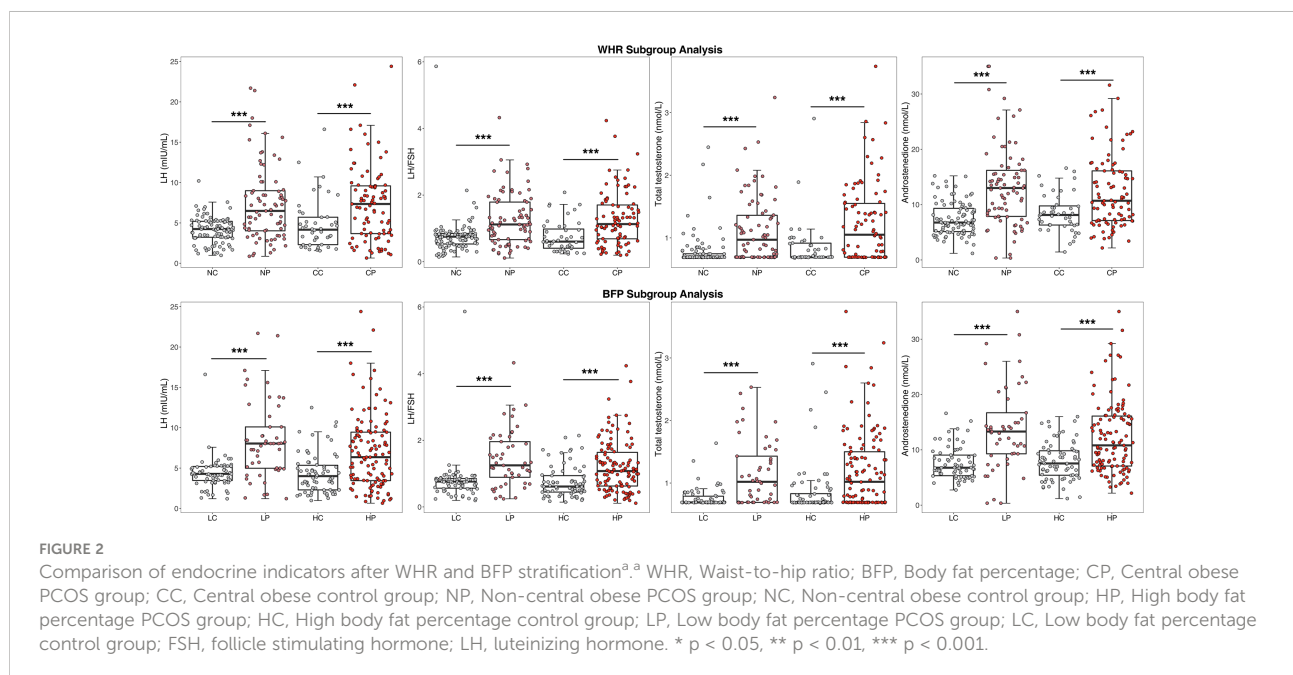 WHR Subgroup Analysis
LH (mIU/mL)
25
20
15
10
5
0
***
***
NC NP CC CP
LH/FSH
6
4
2
0
***
***
NC NP CC CP
Total testosterone (nmol/L)
3
2
1
***
***
NC NP CC CP
Androstenedione (nmol/L)
30
20
10
0
***
***
NC NP CC CP
BFP Subgroup Analysis
LH (mIU/mL)
25
20
15
10
5
0
***
***
LC LP HC HP
LH/FSH
6
4
2
0
***
***
LC LP HC HP
Total testosterone (nmol/L)
3
2
1
***
***
LC LP HC HP
Androstenedione (nmol/L)
30
20
10
0
***
***
LC LP HC HP
FIGURE 2
Comparison of endocrine indicators after WHR and BFP stratificationᵃ.ᵃ WHR, Waist-to-hip ratio; BFP, Body fat percentage; CP, Central obese
PCOS group; CC, Central obese control group; NP, Non-central obese PCOS group; NC, Non-central obese control group; HP, High body fat
percentage PCOS group; HC, High body fat percentage control group; LP, Low body fat percentage PCOS group; LC, Low body fat percentage
control group; FSH, follicle stimulating hormone; LH, luteinizing hormone. * p < 0.05, ** p < 0.01, *** p < 0.001.